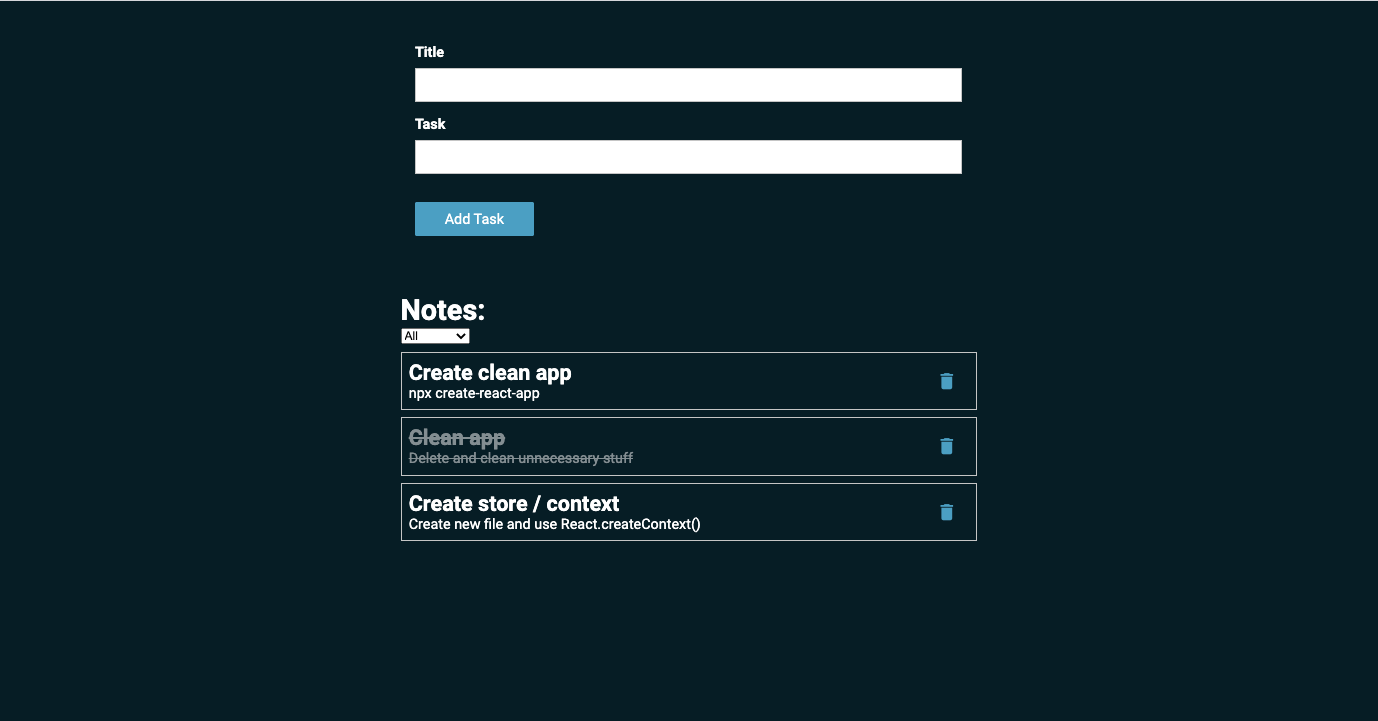 Title
Task
Add Task
Notes:
All
Create clean app
npx create-react-app
Clean app
Delete and clean unnecessary stuff
Create store / context
Create new file and use React.createContext()